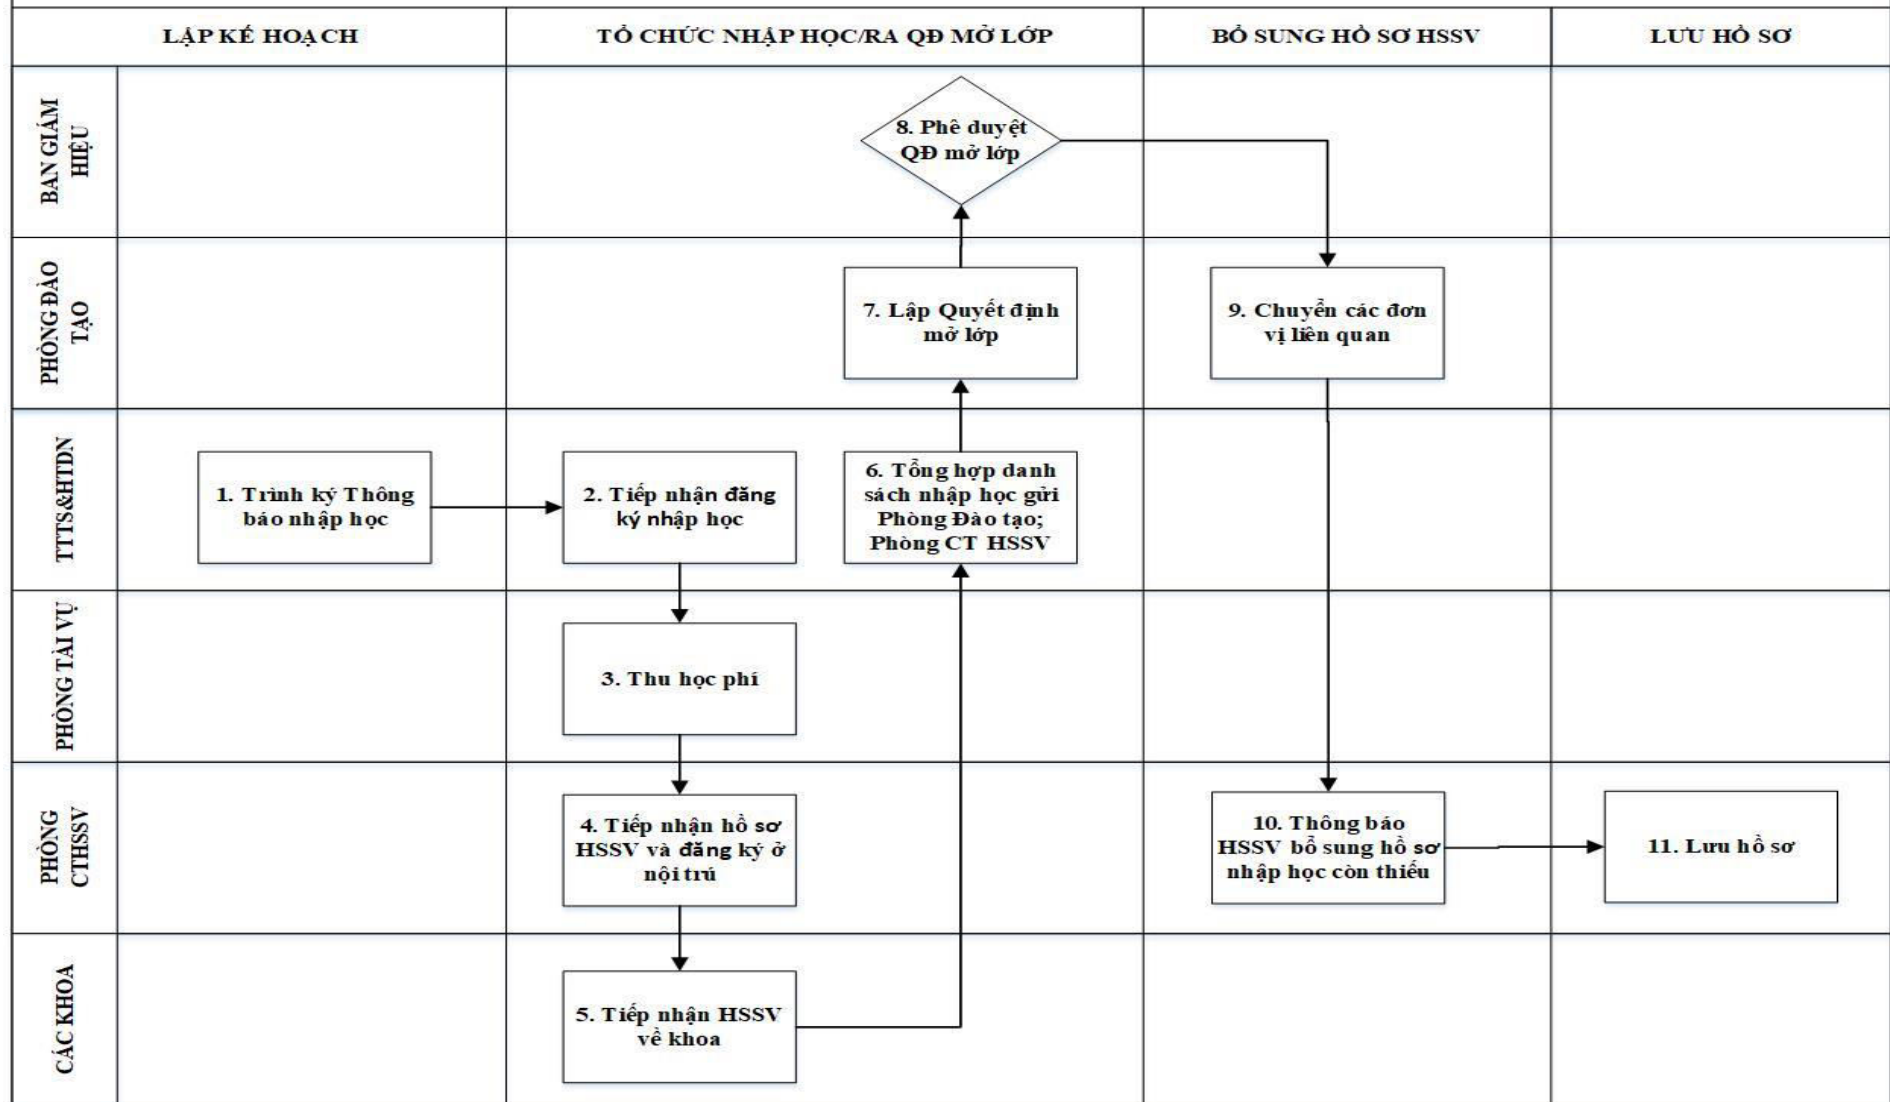 LẬP KẾ HOẠCH
TỔ CHỨC NHẬP HỌC/RA QĐ MỞ LỚP
BỔ SUNG HỒ SƠ HSSV
LƯU HỒ SƠ
BAN GIÁM
HIỆU
8. Phê duyệt
QĐ mở lớp
PHÒNG ĐÀO
TẠO
7. Lập Quyết định
mở lớp
9. Chuyển các đơn
vị liên quan
TTTS&HTDN
1. Trình ký Thông
báo nhập học
2. Tiếp nhận đăng
ký nhập học
6. Tổng hợp danh
sách nhập học gửi
Phòng Đào tạo;
Phòng CT HSSV
PHÒNG TÀI VỤ
3. Thu học phí
PHÒNG
CTHSSV
4. Tiếp nhận hồ sơ
HSSV và đăng ký ở
nội trú
10. Thông báo
HSSV bổ sung hồ sơ
nhập học còn thiếu
11. Lưu hồ sơ
CÁC KHOA
5. Tiếp nhận HSSV
về khoa